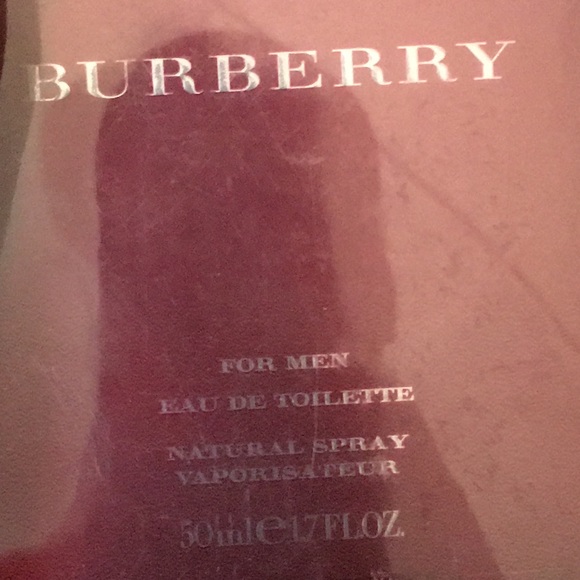 BURBERRY
FOR MEN
EAU DE TOILETTE
NATURAL SPRAY
VAPORISATEUR
50ml e 1.7 FL.OZ.